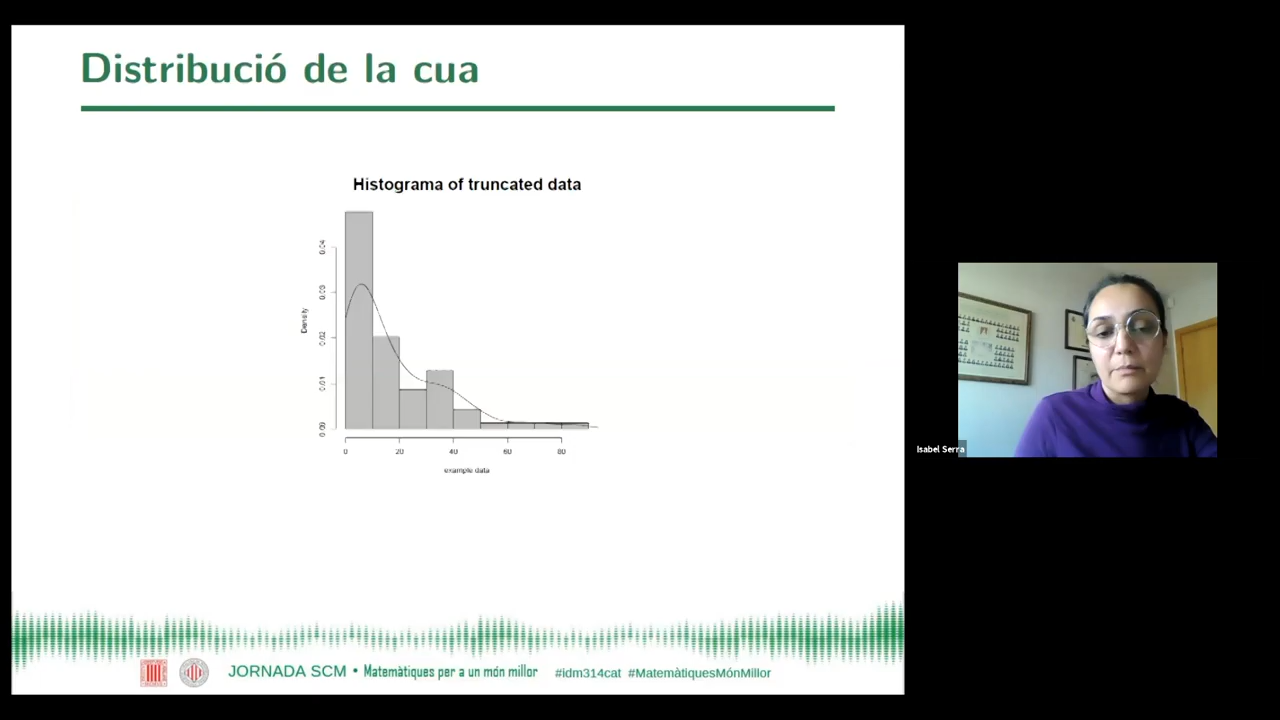 Distribució de la cua
Histograma of truncated data
Density
0.00
0.01
0.02
0.03
0.04
0 20 40 60 80
example data
Isabel Serra
JORNADA SCM • Matemàtiques per a un món millor #idm314cat #MatemàtiquesMónMillor